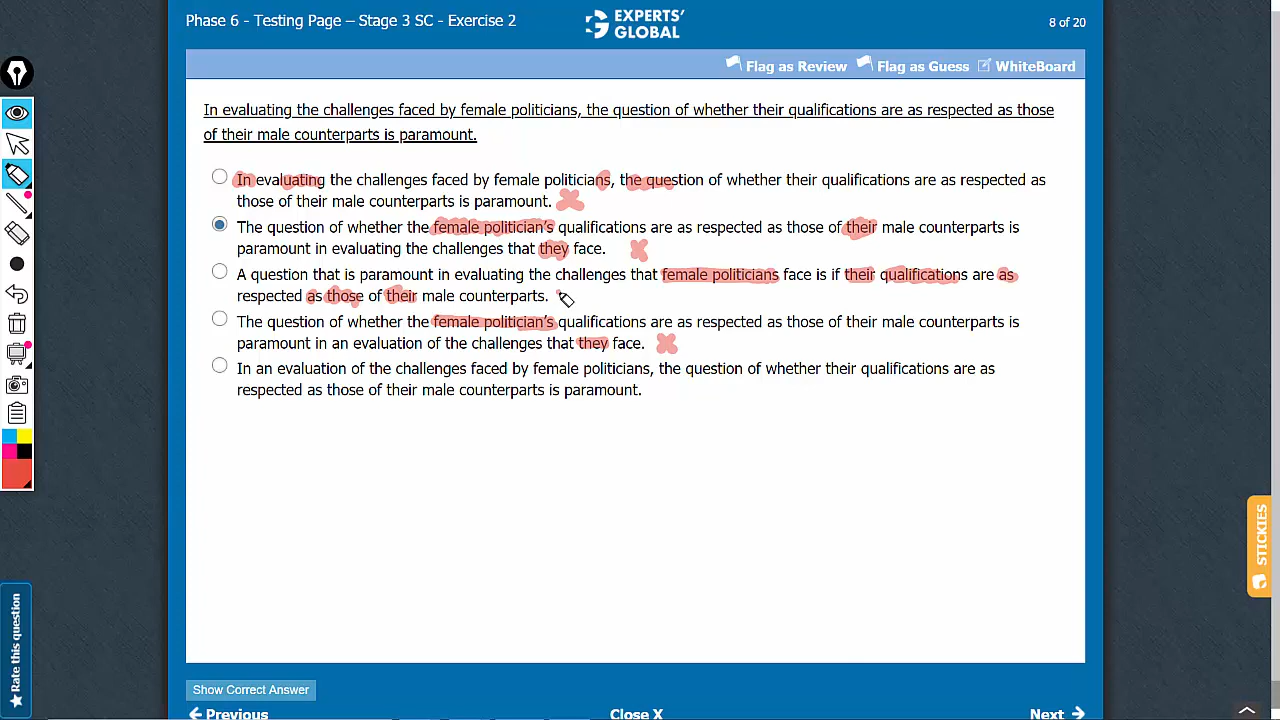 Phase 6 - Testing Page – Stage 3 SC - Exercise 2
EXPERTS'
GLOBAL
8 of 20
Flag as Review
Flag as Guess
WhiteBoard
In evaluating the challenges faced by female politicians, the question of whether their qualifications are as respected as those
of their male counterparts is paramount.
In evaluating the challenges faced by female politicians, the question of whether their qualifications are as respected as
those of their male counterparts is paramount.
The question of whether the female politician's qualifications are as respected as those of their male counterparts is
paramount in evaluating the challenges that they face.
A question that is paramount in evaluating the challenges that female politicians face is if their qualifications are as
respected as those of their male counterparts.
The question of whether the female politician's qualifications are as respected as those of their male counterparts is
paramount in an evaluation of the challenges that they face.
In an evaluation of the challenges faced by female politicians, the question of whether their qualifications are as
respected as those of their male counterparts is paramount.
STICKIES
Rate this question
Show Correct Answer
Previous
Close X
Next